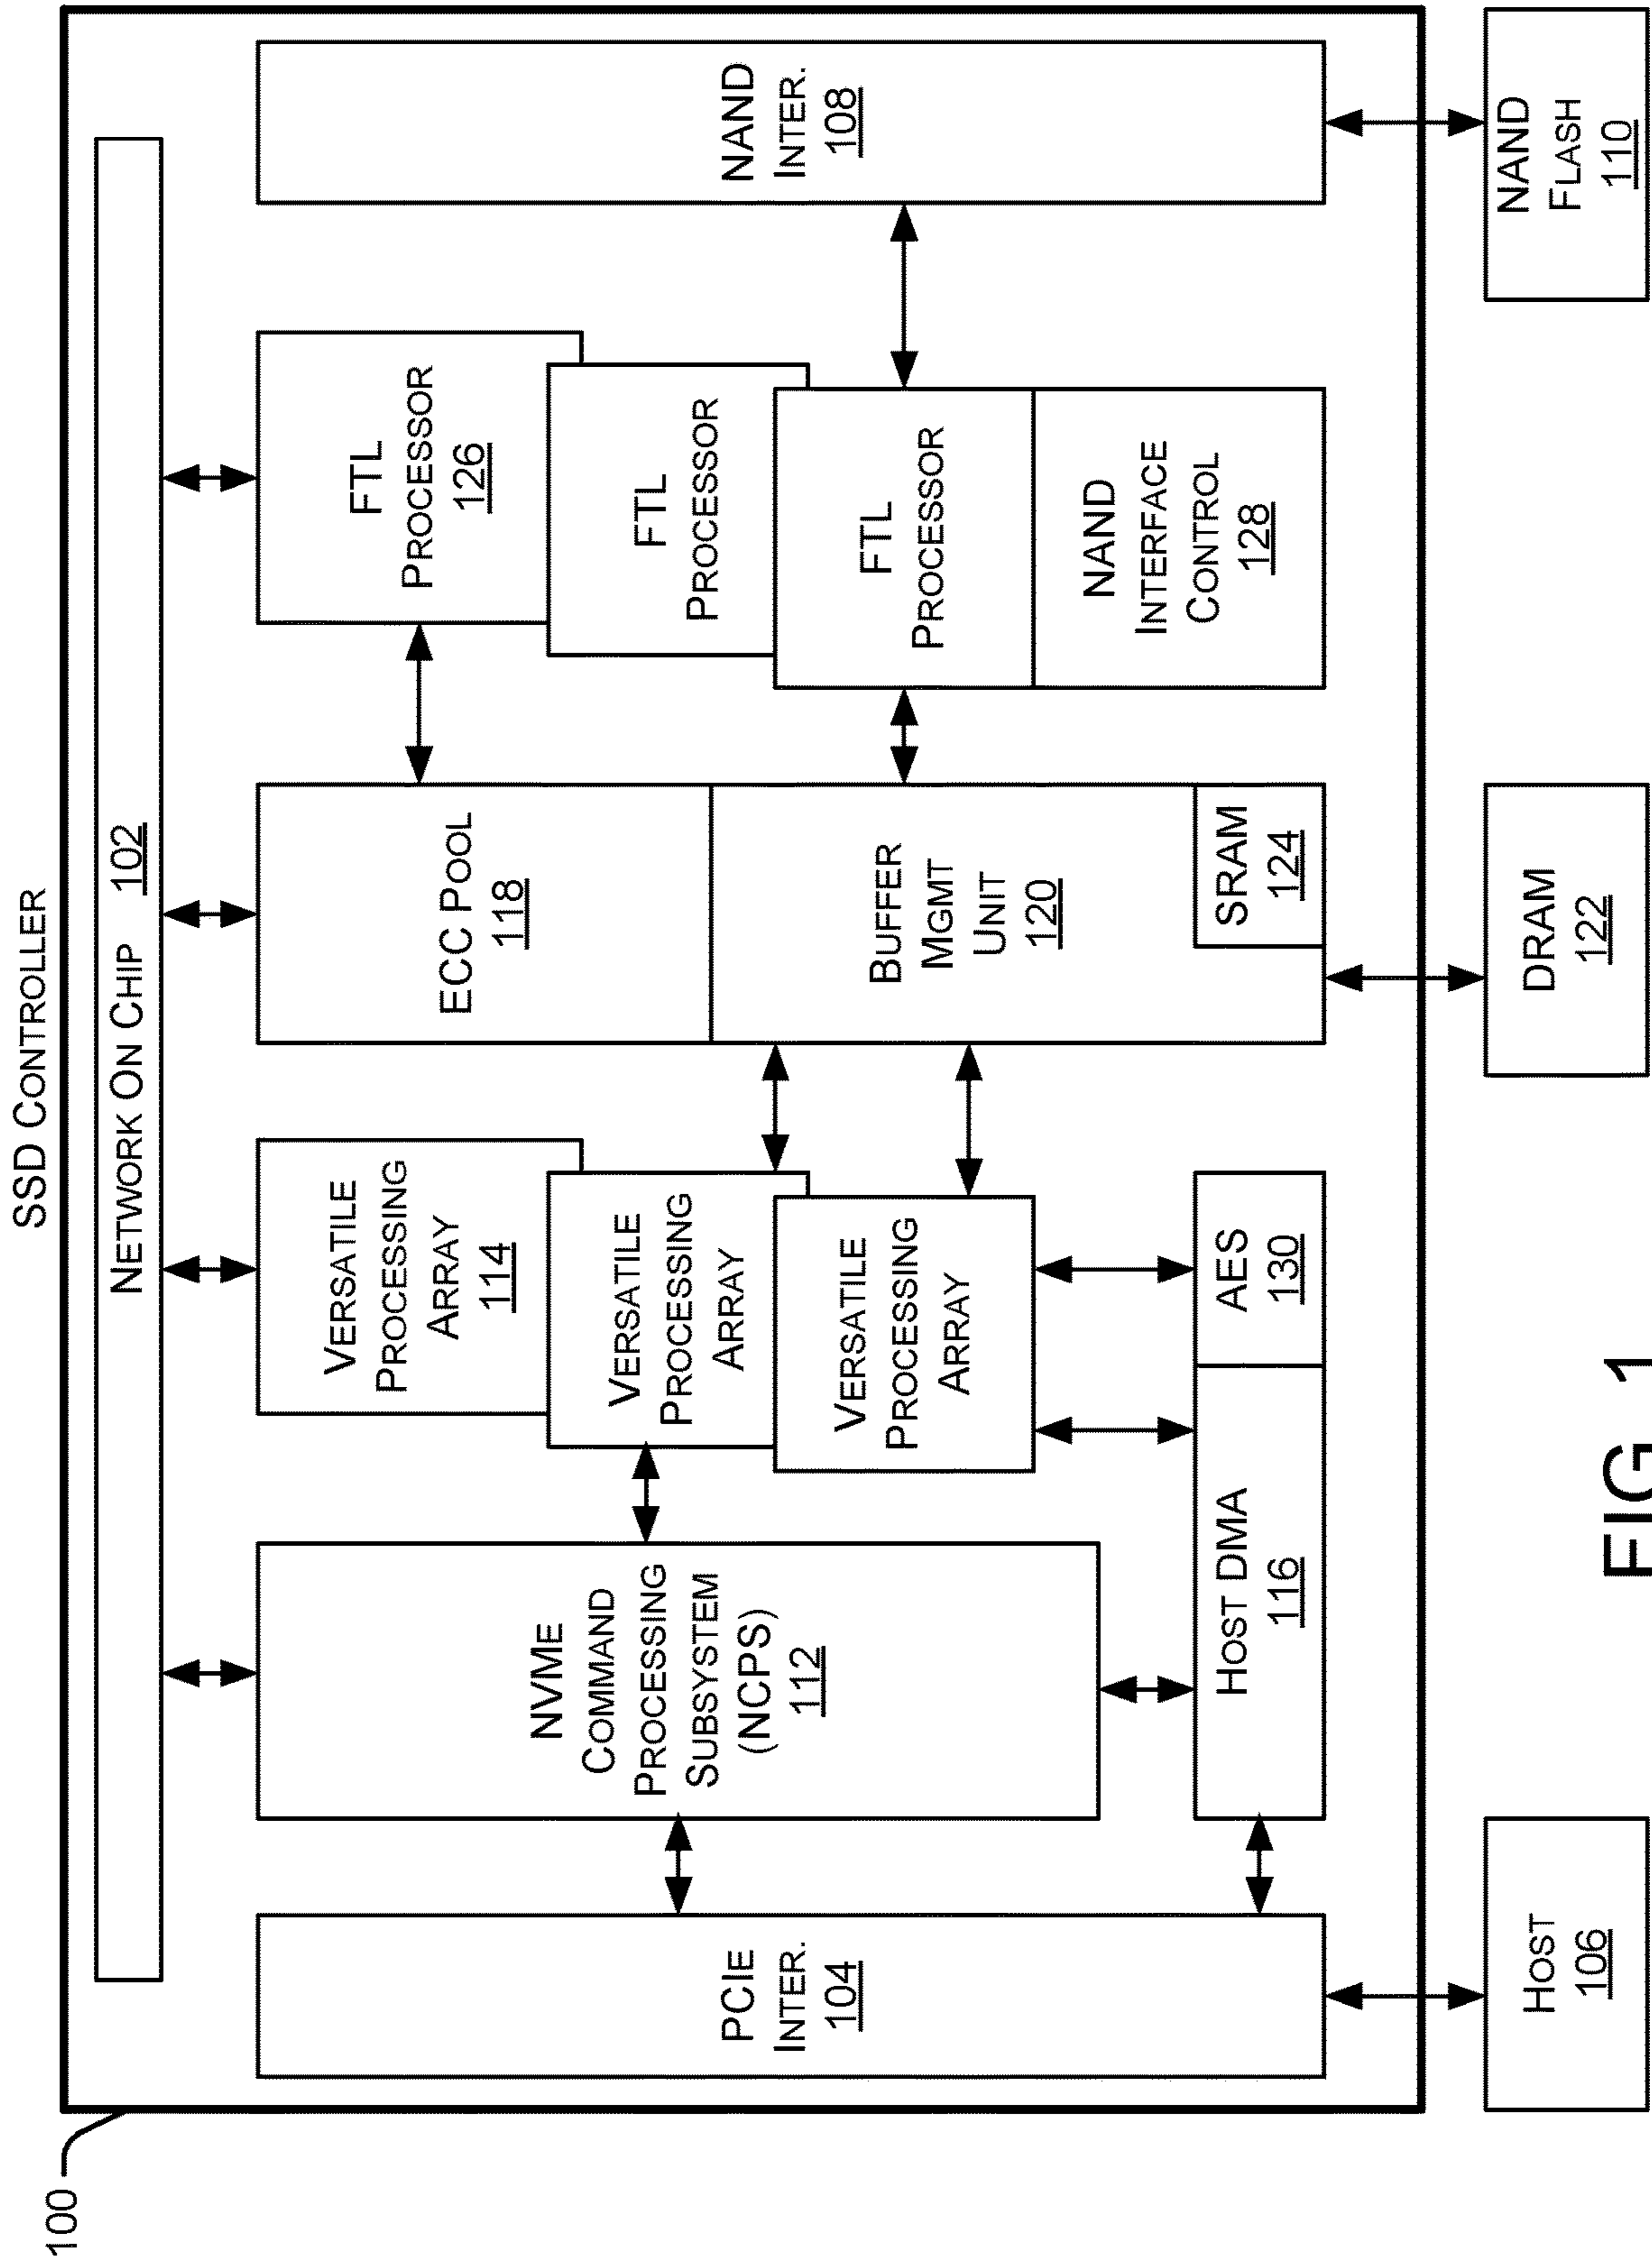 SSD CONTROLLER
100
NETWORK ON CHIP 102
PCIE
INTER.
104
NVME
COMMAND
PROCESSING
SUBSYSTEM
(NCPS)
112
VERSATILE
PROCESSING
ARRAY
114
VERSATILE
PROCESSING
ARRAY
VERSATILE
PROCESSING
ARRAY
HOST DMA
116
AES
130
ECC POOL
118
BUFFER
MGMT
UNIT
120
SRAM
124
FTL
PROCESSOR
126
FTL
PROCESSOR
FTL
PROCESSOR
NAND
INTERFACE
CONTROL
128
NAND
INTER.
108
HOST
106
DRAM
122
NAND
FLASH
110
FIG. 1